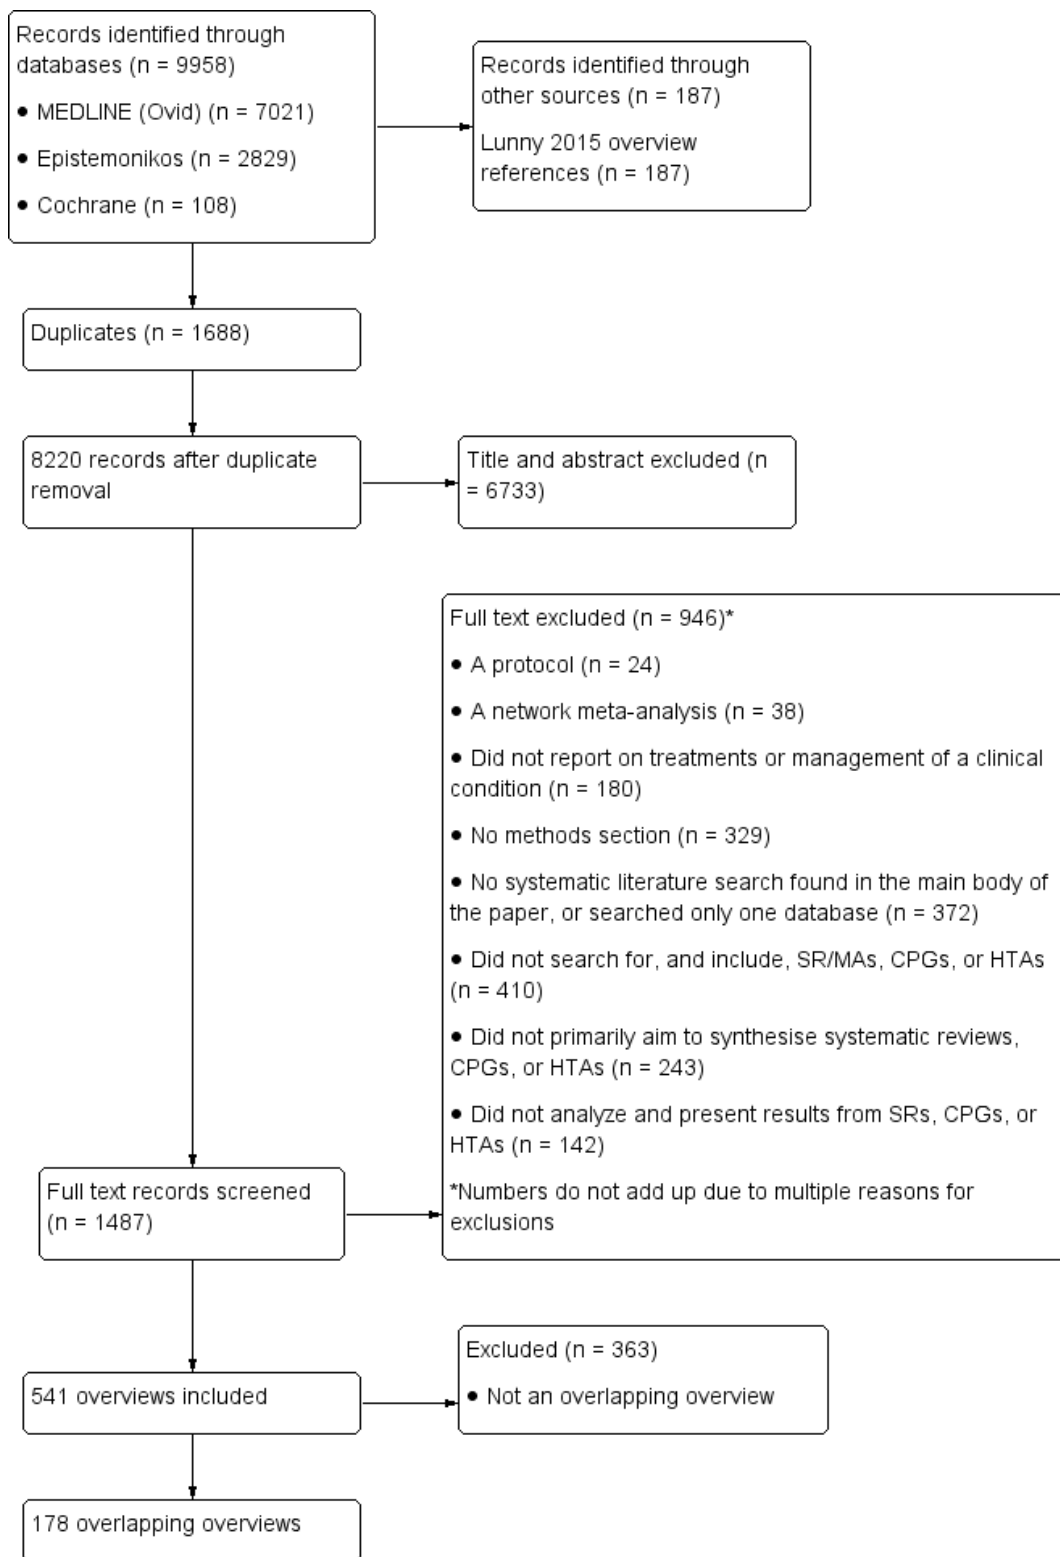 Records identified through
databases (n = 9958)
● MEDLINE (Ovid) (n = 7021)
● Epistemonikos (n = 2829)
● Cochrane (n = 108)
Records identified through
other sources (n = 187)
Lunny 2015 overview
references (n = 187)
Duplicates (n = 1688)
8220 records after duplicate
removal
Title and abstract excluded (n
= 6733)
Full text excluded (n = 946)*
● A protocol (n = 24)
● A network meta-analysis (n = 38)
● Did not report on treatments or management of a clinical
condition (n = 180)
● No methods section (n = 329)
● No systematic literature search found in the main body of
the paper, or searched only one database (n = 372)
● Did not search for, and include, SR/MAs, CPGs, or HTAs
(n = 410)
● Did not primarily aim to synthesise systematic reviews,
CPGs, or HTAs (n = 243)
● Did not analyze and present results from SRs, CPGs, or
HTAs (n = 142)
*Numbers do not add up due to multiple reasons for
exclusions
Full text records screened
(n = 1487)
541 overviews included
Excluded (n = 363)
● Not an overlapping overview
178 overlapping overviews